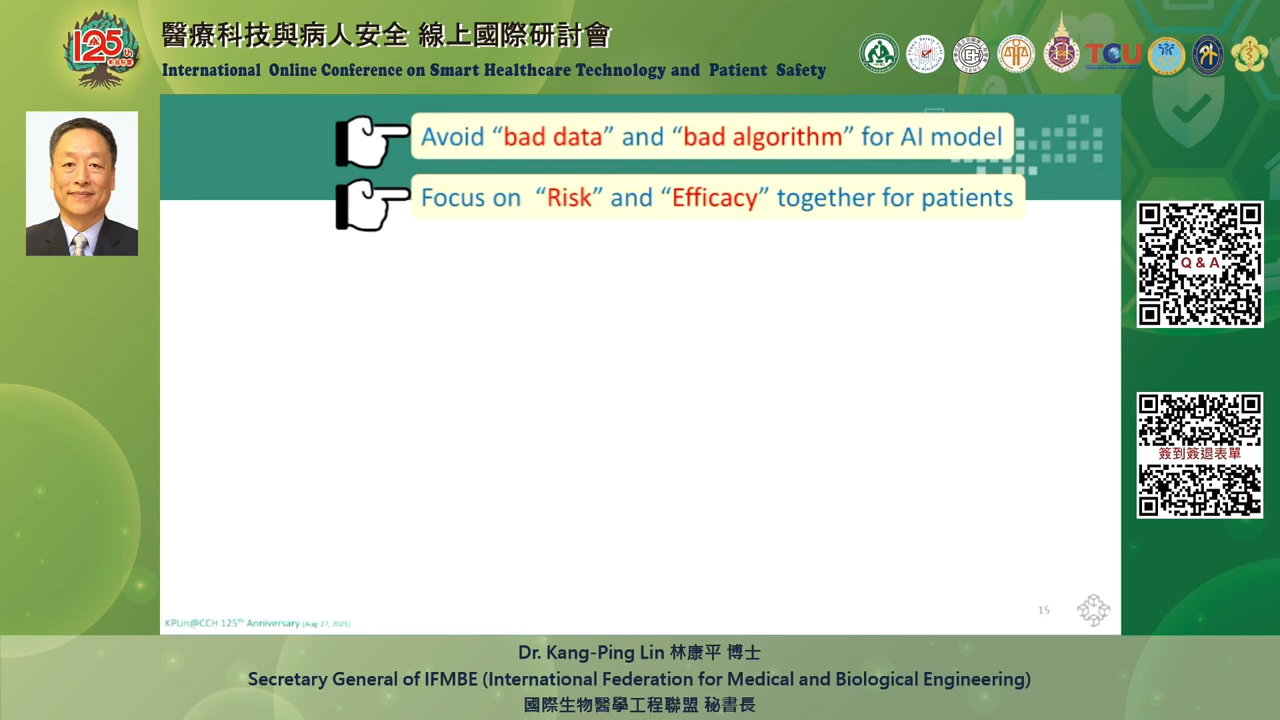 醫療科技與病人安全 線上國際研討會
International Online Conference on Smart Healthcare Technology and Patient Safety
125th
TCU
Avoid “bad data” and “bad algorithm” for AI model
Focus on “Risk” and “Efficacy” together for patients
Q & A
簽到簽退表單
15
KPLin@CCH 125th Anniversary (Aug 27, 2021)
Dr. Kang-Ping Lin 林康平 博士
Secretary General of IFMBE (International Federation for Medical and Biological Engineering)
國際生物醫學工程聯盟 秘書長